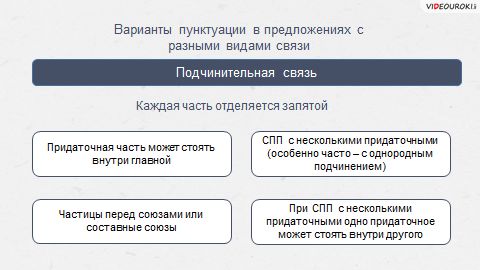 VIDEOUROKI
Варианты пунктуации в предложениях с
разными видами связи
Подчинительная связь
Каждая часть отделяется запятой
Придаточная часть может стоять
внутри главной
СПП с несколькими придаточными
(особенно часто – с однородным
подчинением)
Частицы перед союзами или
составные союзы
При СПП с несколькими
придаточными одно придаточное
может стоять внутри другого